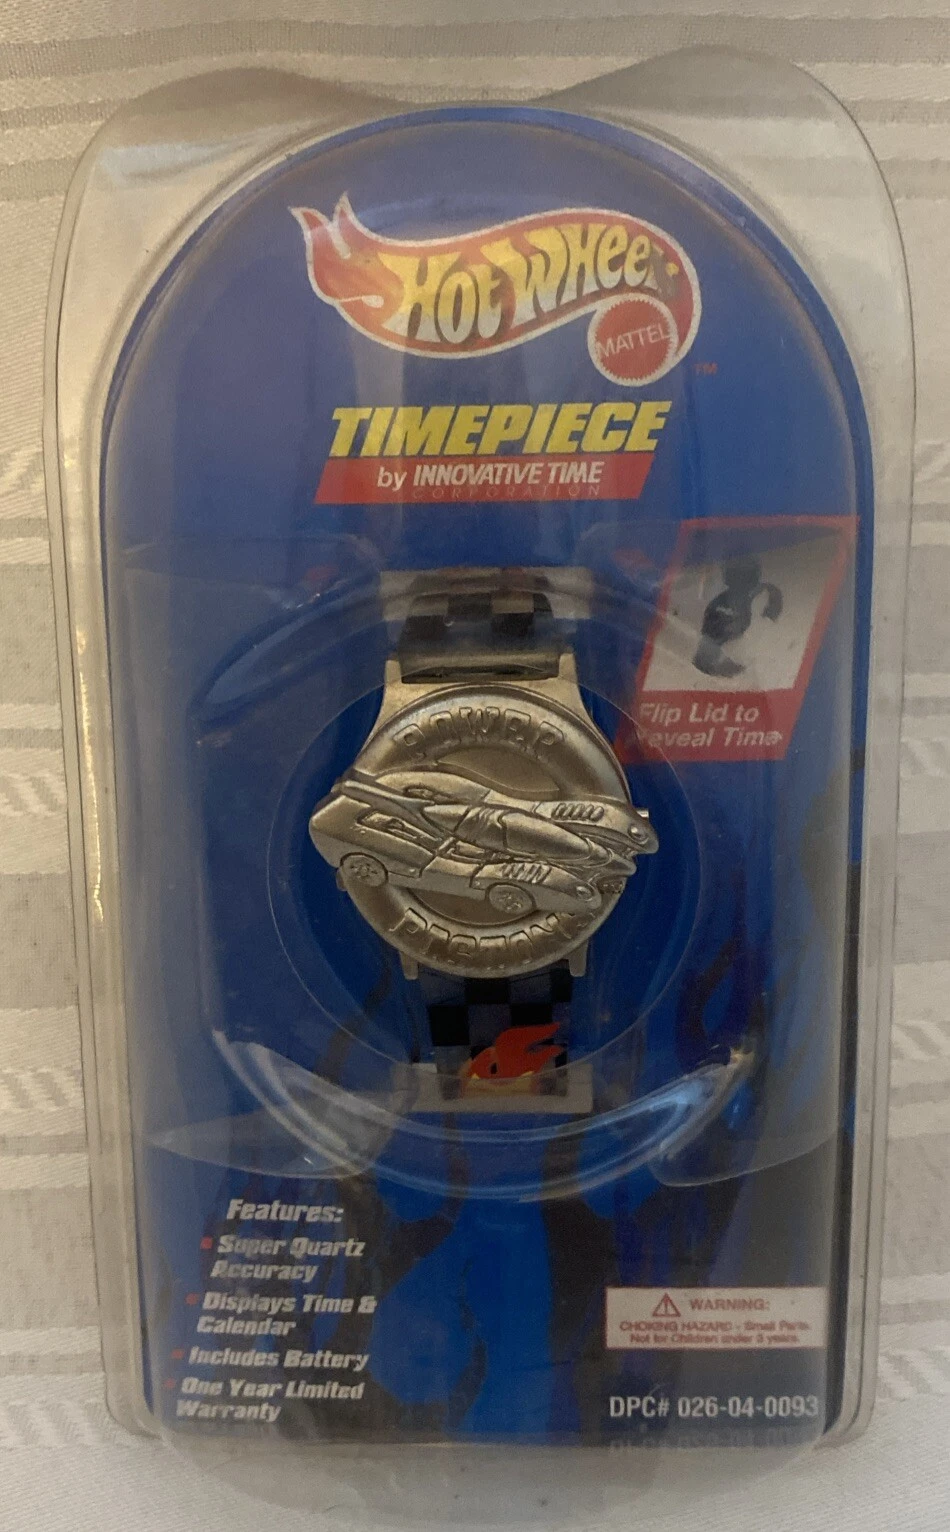 Hot Wheels
MATTEL
TM
TIMEPIECE
by INNOVATIVE TIME
CORPORATION
Flip Lid to
Reveal Time
POWER
PISTONS
Features:
Super Quartz
Accuracy
Displays Time &
Calendar
Includes Battery
One Year Limited
Warranty
WARNING:
CHOKING HAZARD - Small Parts.
Not for Children under 3 years.
DPC# 026-04-0093